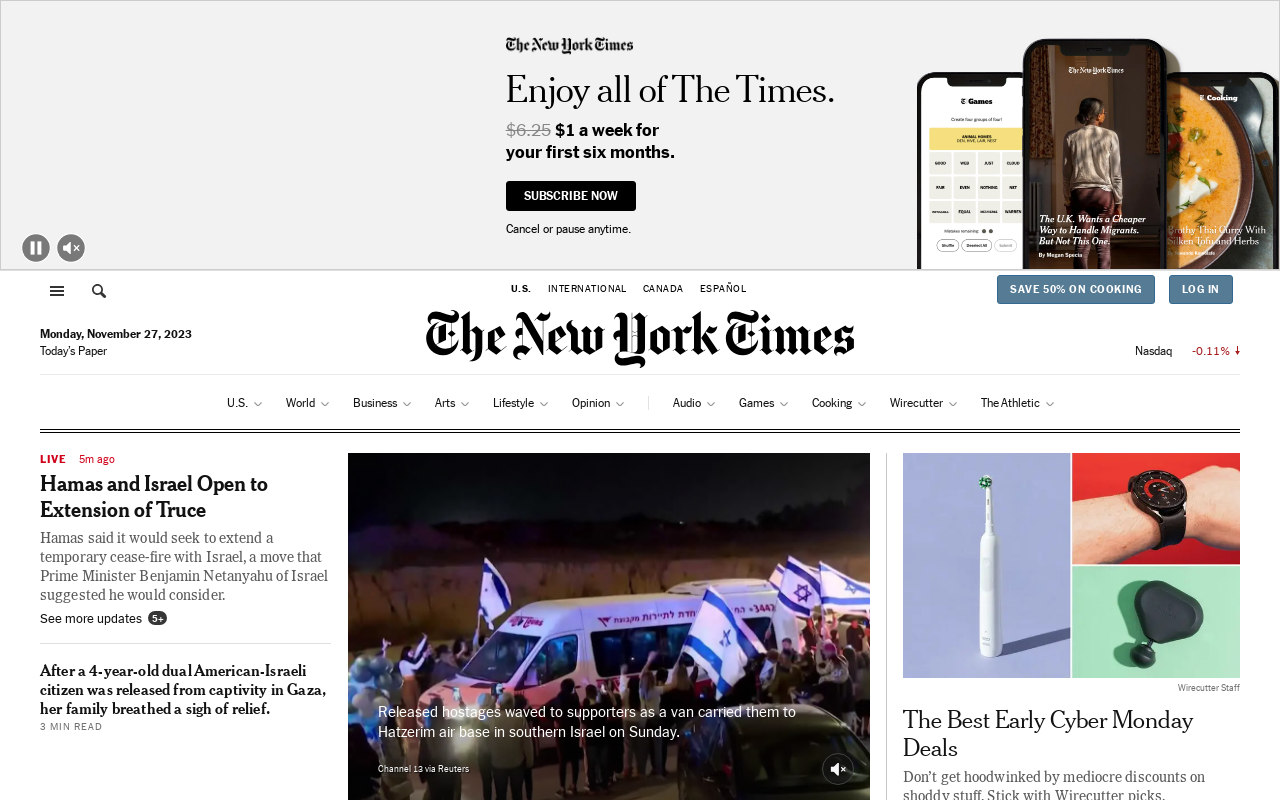 The New York Times
Enjoy all of The Times.
$6.25 $1 a week for
your first six months.
SUBSCRIBE NOW
Cancel or pause anytime.
Games
Create four groups of four!
ANIMAL HOMES
DEN, HIVE, LAIR, NEST
GOOD WEB JUST CLOUD
FAIR EVEN NOTHING NET
EQUAL WARREN
Mistakes remaining:
Shuffle Deselect All Submit
The New York Times
The U.K. Wants a Cheaper
Way to Handle Migrants.
But Not This One.
By Megan Specia
Cooking
Brothy Thai Curry With
Silken Tofu and Herbs
U.S. INTERNATIONAL CANADA ESPAÑOL
SAVE 50% ON COOKING
LOG IN
Monday, November 27, 2023
Today's Paper
The New York Times
Nasdaq -0.11%
U.S. World Business Arts Lifestyle Opinion Audio Games Cooking Wirecutter The Athletic
LIVE 5m ago
Hamas and Israel Open to
Extension of Truce
Hamas said it would seek to extend a
temporary cease-fire with Israel, a move that
Prime Minister Benjamin Netanyahu of Israel
suggested he would consider.
See more updates 5+
After a 4-year-old dual American-Israeli
citizen was released from captivity in Gaza,
her family breathed a sigh of relief.
3 MIN READ
Released hostages waved to supporters as a van carried them to
Hatzerim air base in southern Israel on Sunday.
Channel 13 via Reuters
Wirecutter Staff
The Best Early Cyber Monday
Deals
Don't get hoodwinked by mediocre discounts on
shoddy stuff. Stick with Wirecutter picks.